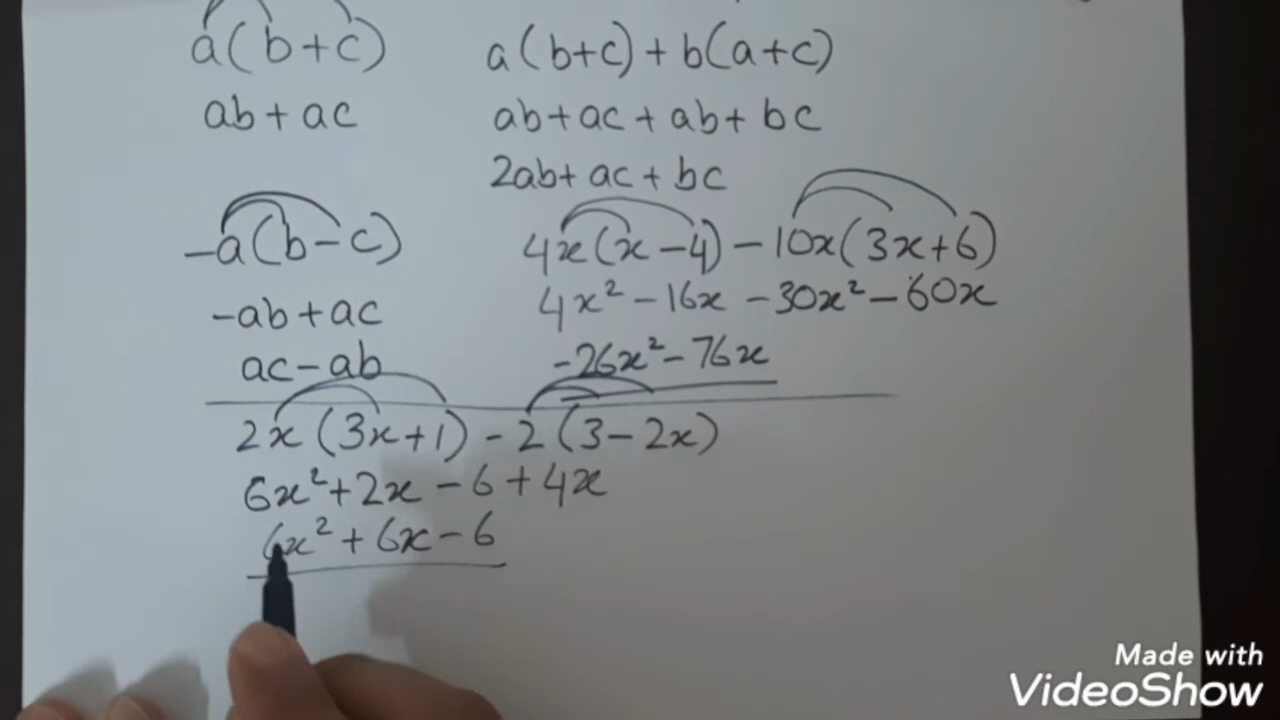 a(b+c)
ab+ac
a(b+c)+b(a+c)
ab+ac+ab+bc
2ab+ac+bc
-a(b-c)
-ab+ac
ac-ab
4x(x-4)-10x(3x+6)
4x²-16x-30x²-60x
-26x²-76x
2x(3x+1)-2(3-2x)
6x²+2x-6+4x
6x²+6x-6
Made with
VideoShow